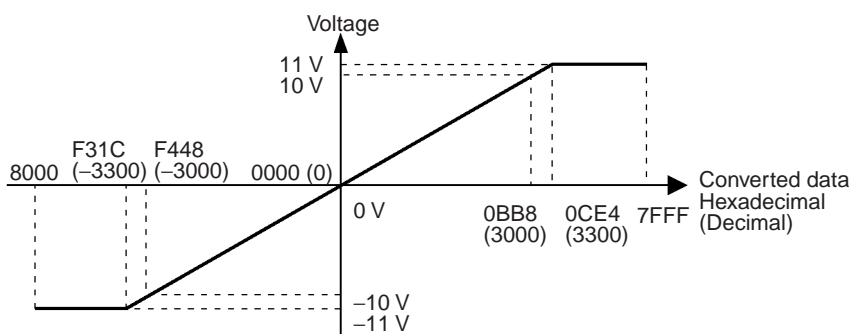 Voltage
11 V
10 V
F31C F448
8000 (–3300) (–3000) 0000 (0)
Converted data
Hexadecimal
(Decimal)
0 V
0BB8 0CE4 7FFF
(3000) (3300)
–10 V
–11 V